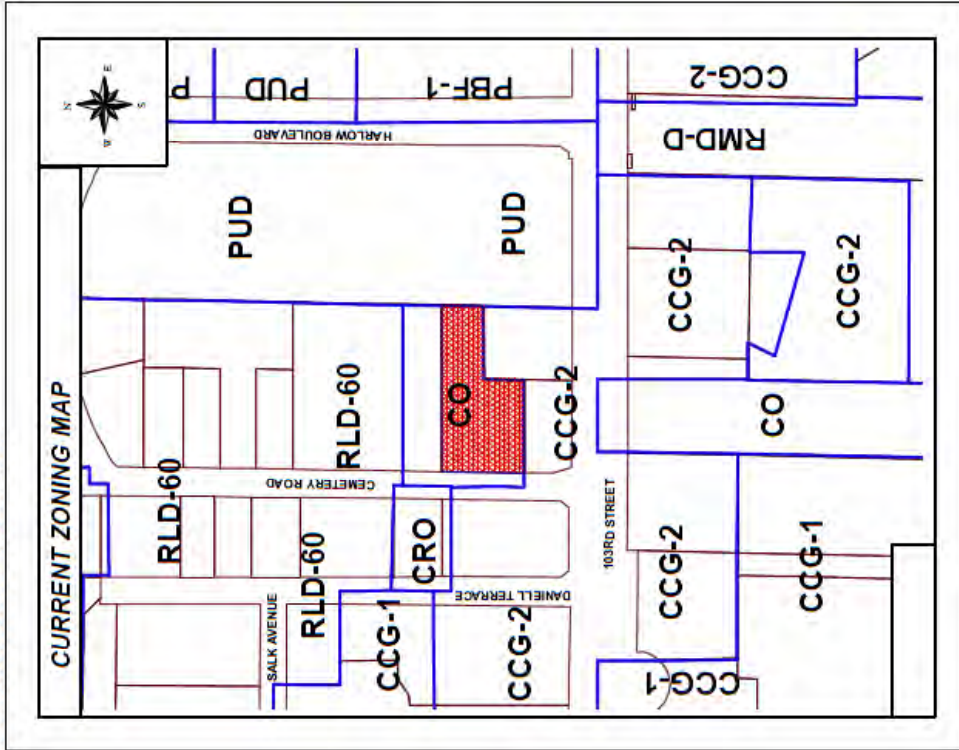 CURRENT ZONING MAP
N
W
E
S
RLD-60
P
PUD
PUD
SALK AVENUE
RLD-60
CEMETERY ROAD
HARLOW BOULEVARD
RLD-60
CCG-1
CRO
CO
PBF-1
CCG-2
DANIELL TERRACE
PUD
CCG-2
103RD STREET
CCG-2
CCG-2
CCG-1
RMD-D
CCG-2
CO
CCG-1
CCG-2